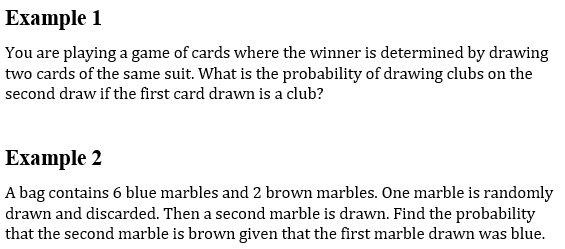 Example 1
You are playing a game of cards where the winner is determined by drawing
two cards of the same suit. What is the probability of drawing clubs on the
second draw if the first card drawn is a club?
Example 2
A bag contains 6 blue marbles and 2 brown marbles. One marble is randomly
drawn and discarded. Then a second marble is drawn. Find the probability
that the second marble is brown given that the first marble drawn was blue.